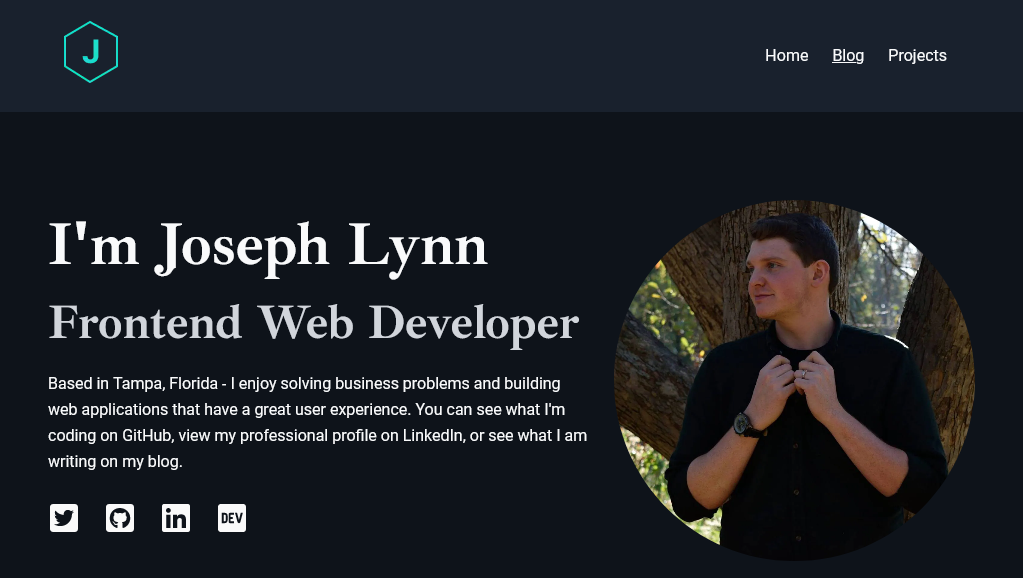 J
Home Blog Projects
I'm Joseph Lynn
Frontend Web Developer
Based in Tampa, Florida - I enjoy solving business problems and building
web applications that have a great user experience. You can see what I'm
coding on GitHub, view my professional profile on LinkedIn, or see what I am
writing on my blog.
in DEV